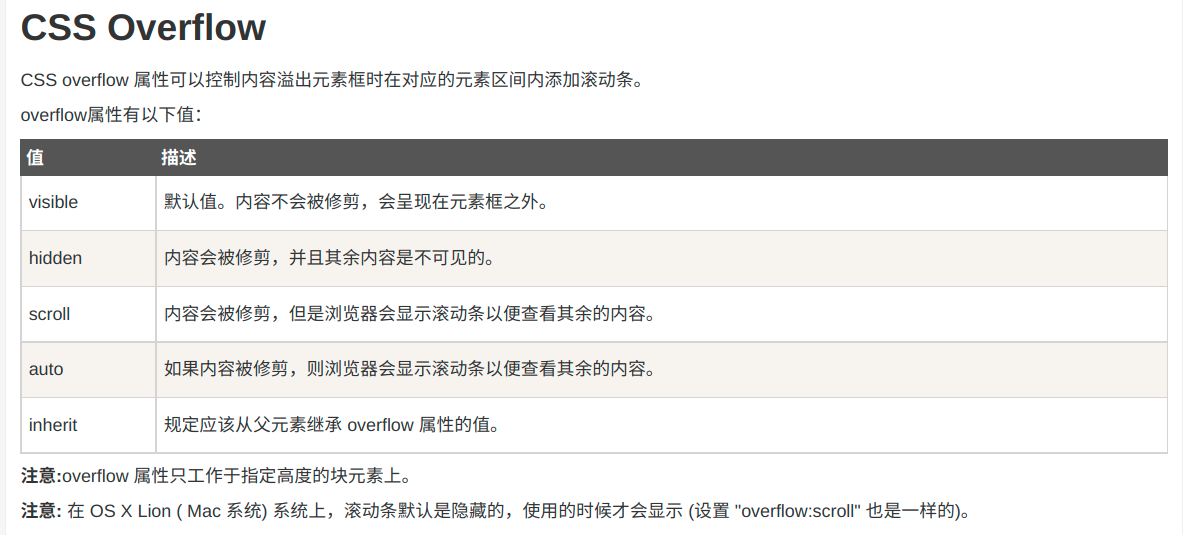 CSS Overflow
CSS overflow 属性可以控制内容溢出元素框时在对应的元素区间内添加滚动条。
overflow属性有以下值：
值 描述
visible 默认值。内容不会被修剪，会呈现在元素框之外。
hidden 内容会被修剪，并且其余内容是不可见的。
scroll 内容会被修剪，但是浏览器会显示滚动条以便查看其余的内容。
auto 如果内容被修剪，则浏览器会显示滚动条以便查看其余的内容。
inherit 规定应该从父元素继承 overflow 属性的值。
注意:overflow 属性只工作于指定高度的块元素上。
注意: 在 OS X Lion ( Mac 系统) 系统上，滚动条默认是隐藏的，使用的时候才会显示 (设置 "overflow:scroll" 也是一样的)。